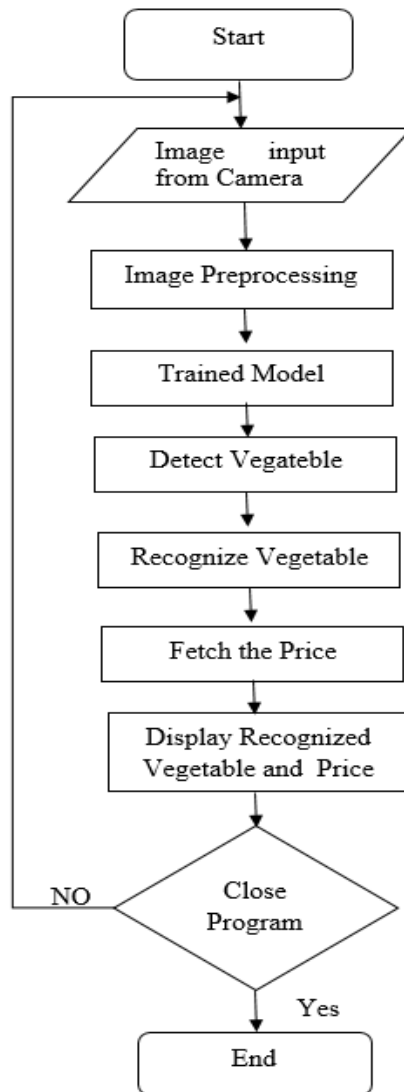 Start
Image input
from Camera
Image Preprocessing
Trained Model
Detect Vegateble
Recognize Vegetable
Fetch the Price
Display Recognized
Vegetable and Price
NO
Close
Program
Yes
End